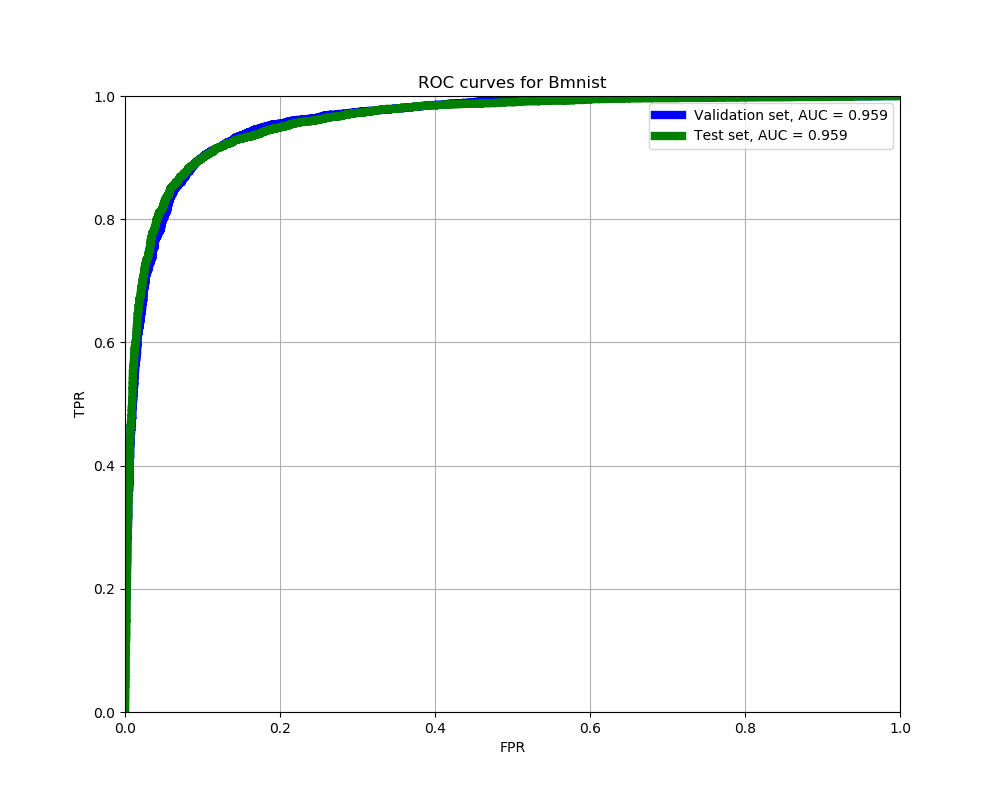 ROC curves for Bmnist
1.0
0.8
0.6
0.4
0.2
0.0
TPR
Validation set, AUC = 0.959
Test set, AUC = 0.959
0.0 0.2 0.4 0.6 0.8 1.0
FPR